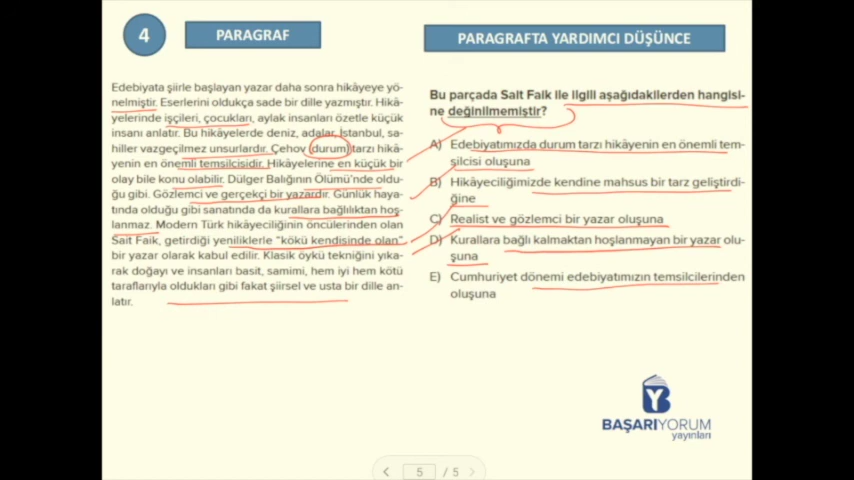 4
PARAGRAF
PARAGRAFTA YARDIMCI DÜŞÜNCE
Edebiyata şiirle başlayan yazar daha sonra hikâyeye yö-
nelmiştir. Eserlerini oldukça sade bir dille yazmıştır. Hikâ-
yelerinde işçileri, çocukları, aylak insanları özetle küçük
insanı anlatır. Bu hikâyelerde deniz, adalar, İstanbul, sa-
hiller vazgeçilmez unsurlardır. Çehov (durum) tarzı hikâ-
yenin en önemli temsilcisidir. Hikâyelerine en küçük bir
olay bile konu olabilir. Dülger Balığının Ölümü'nde oldu-
ğu gibi. Gözlemci ve gerçekçi bir yazardır. Günlük haya-
tında olduğu gibi sanatında da kurallara bağlılıktan hoş-
lanmaz. Modern Türk hikâyeciliğinin öncülerinden olan
Sait Faik, getirdiği yeniliklerle "kökü kendisinde olan"
bir yazar olarak kabul edilir. Klasik öykü tekniğini yıka-
rak doğayı ve insanları basit, samimi, hem iyi hem kötü
taraflarıyla oldukları gibi fakat şiirsel ve usta bir dille an-
latır.
Bu parçada Sait Faik ile ilgili aşağıdakilerden hangisi-
ne değinilmemiştir?
A) Edebiyatımızda durum tarzı hikâyenin en önemli tem-
silcisi oluşuna
B) Hikâyeciliğimizde kendine mahsus bir tarz geliştirdi-
ğine
C) Realist ve gözlemci bir yazar oluşuna
D) Kurallara bağlı kalmaktan hoşlanmayan bir yazar olu-
şuna
E) Cumhuriyet dönemi edebiyatımızın temsilcilerinden
oluşuna
BAŞARIYORUM
yayınları
5 / 5